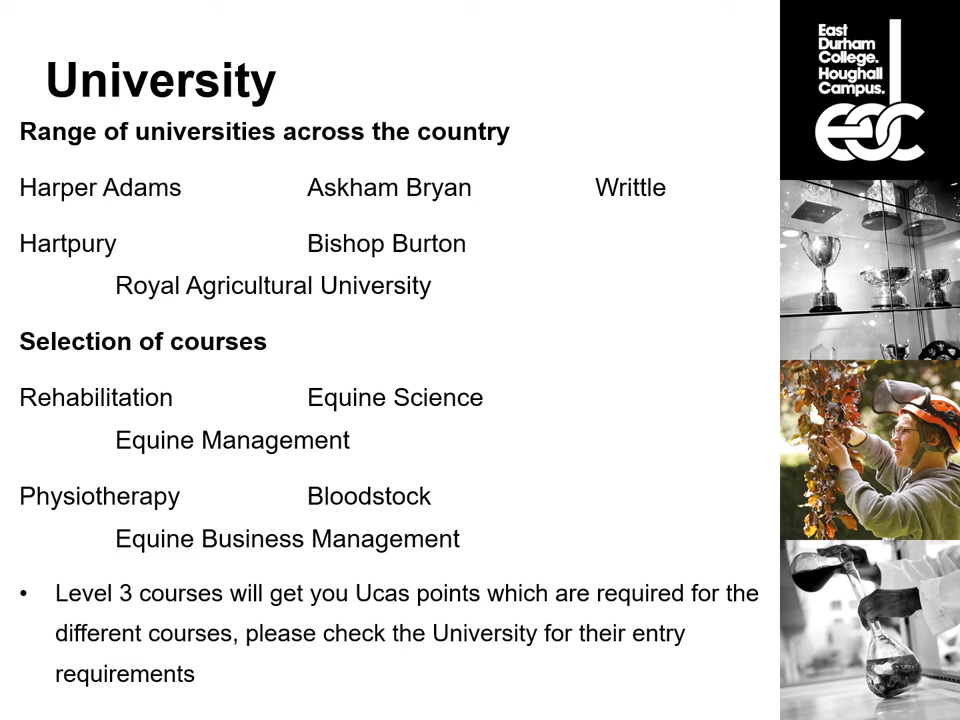 University
Range of universities across the country
Harper Adams Askham Bryan Writtle
Hartpury Bishop Burton
Royal Agricultural University
Selection of courses
Rehabilitation Equine Science
Equine Management
Physiotherapy Bloodstock
Equine Business Management
• Level 3 courses will get you Ucas points which are required for the
different courses, please check the University for their entry
requirements
East
Durham
College.
Houghall
Campus.
edc